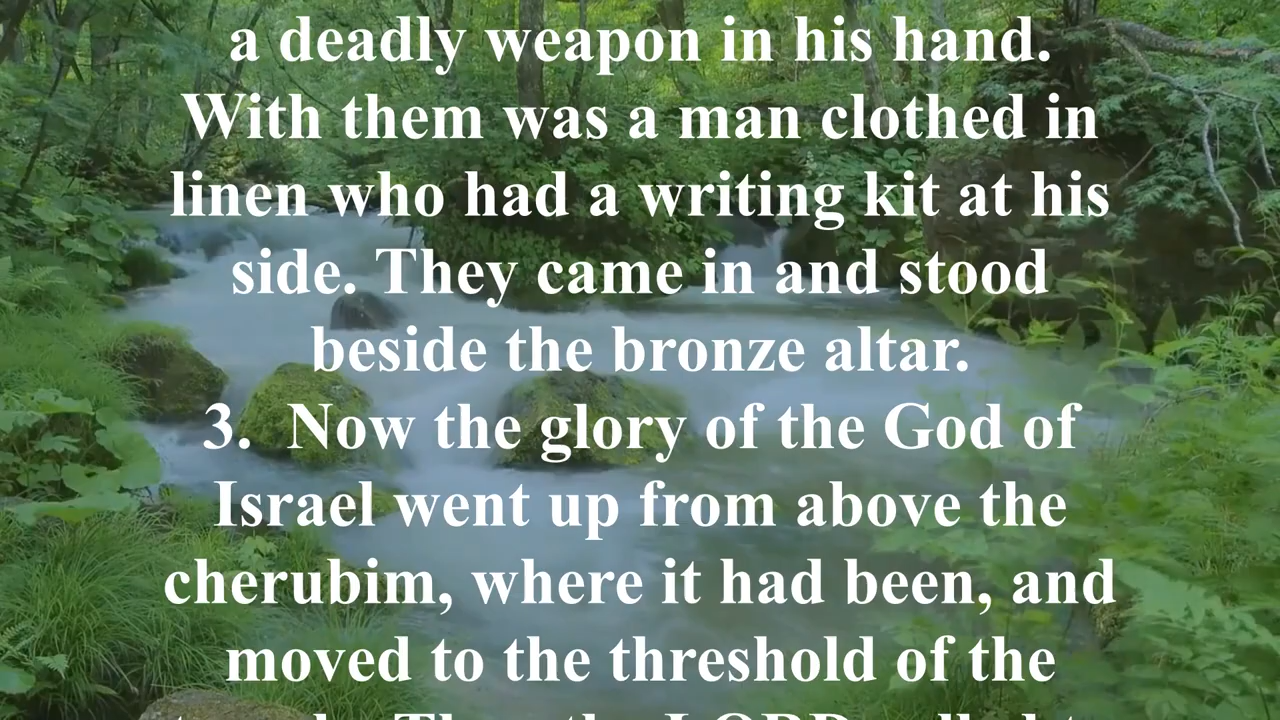 a deadly weapon in his hand.
With them was a man clothed in
linen who had a writing kit at his
side. They came in and stood
beside the bronze altar.
3.  Now the glory of the God of
Israel went up from above the
cherubim, where it had been, and
moved to the threshold of the